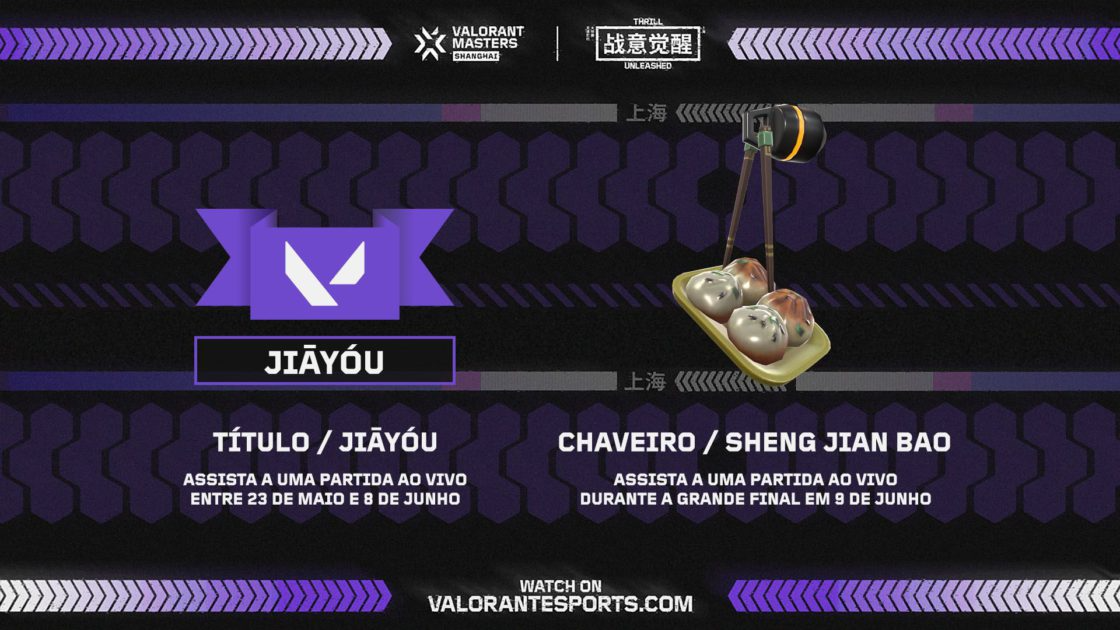 VALORANT
MASTERS
SHANGHAI
THRILL
战意觉醒
UNLEASHED
上海
JIĀYÓU
上海
TÍTULO / JIĀYÓU
ASSISTA A UMA PARTIDA AO VIVO
ENTRE 23 DE MAIO E 8 DE JUNHO
CHAVEIRO / SHENG JIAN BAO
ASSISTA A UMA PARTIDA AO VIVO
DURANTE A GRANDE FINAL EM 9 DE JUNHO
WATCH ON
VALORANTESPORTS.COM